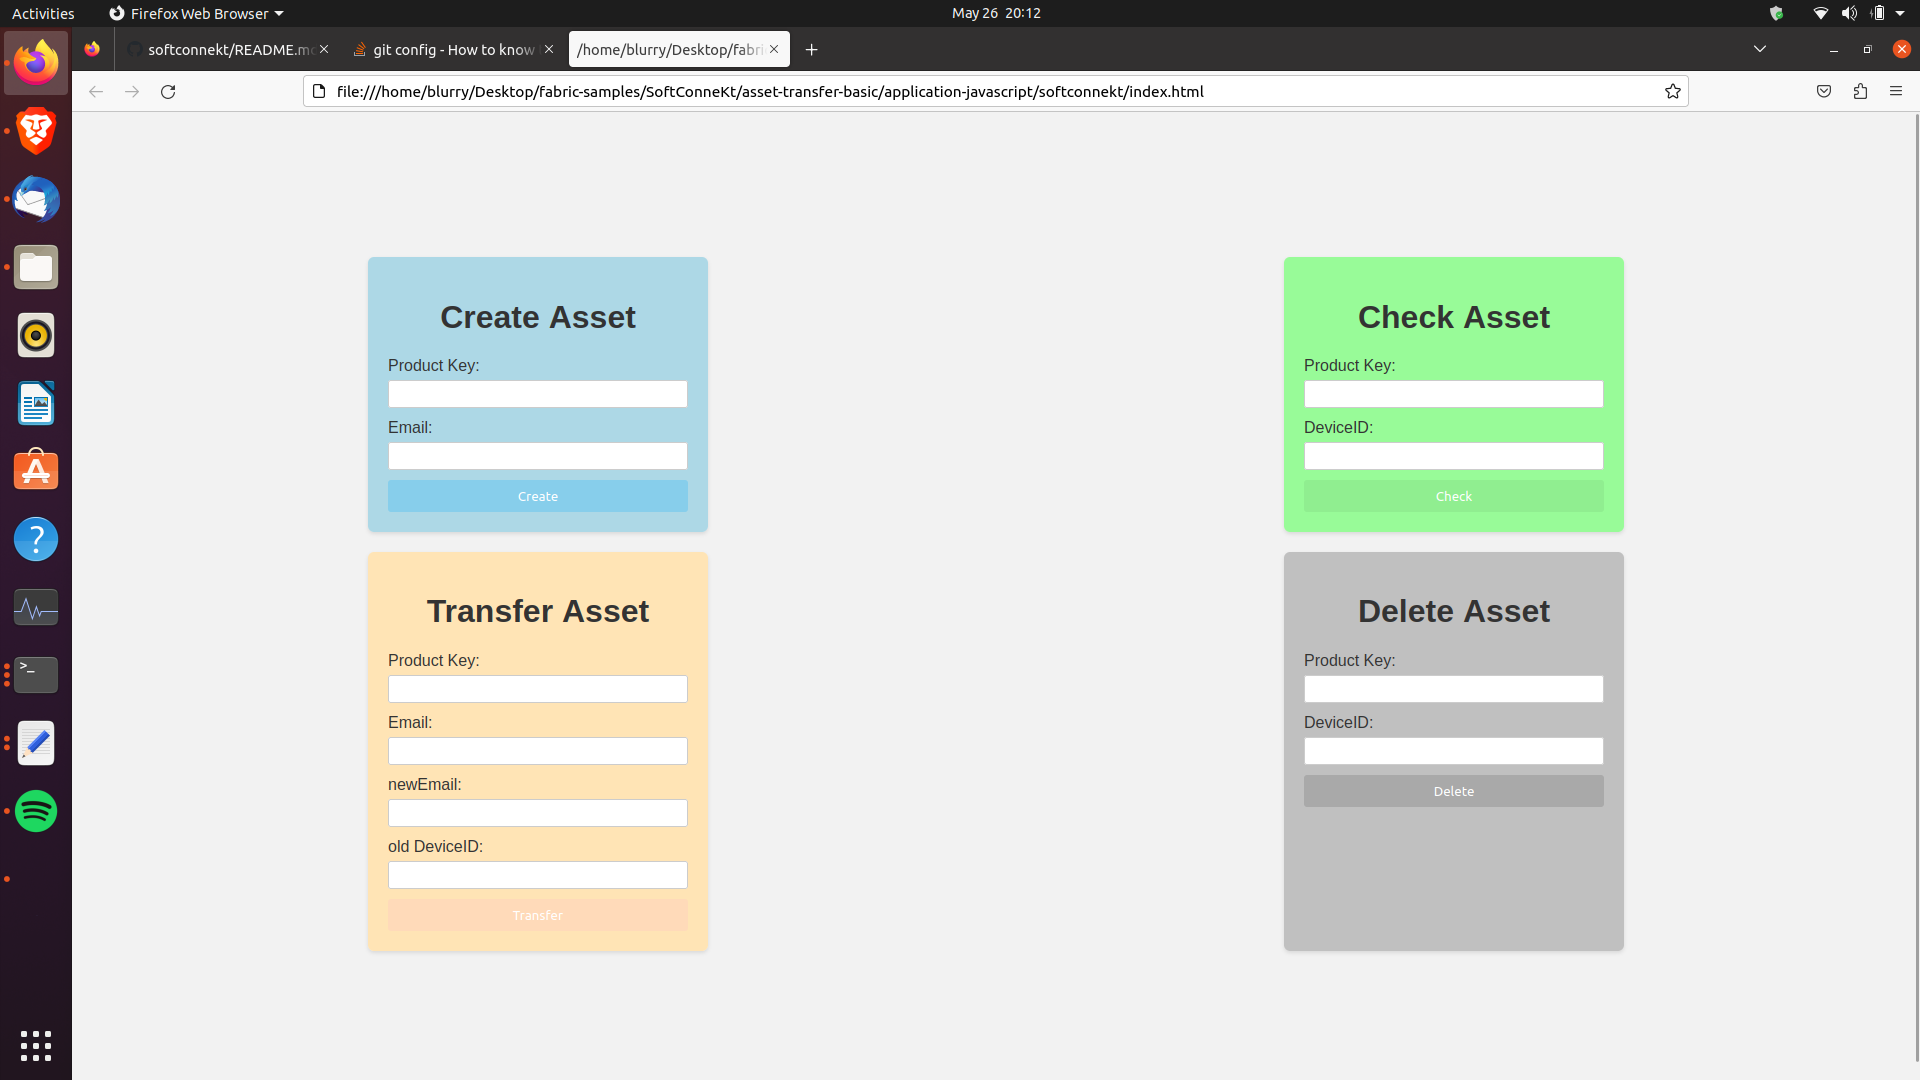 Activities
Firefox Web Browser
May 26 20:12
softconnekt/README.m
git config - How to know
/home/blurry/Desktop/fabri
file:///home/blurry/Desktop/fabric-samples/SoftConneKt/asset-transfer-basic/application-javascript/softconnekt/index.html
Create Asset
Product Key:
Email:
Create
Check Asset
Product Key:
DeviceID:
Check
Transfer Asset
Product Key:
Email:
newEmail:
old DeviceID:
Transfer
Delete Asset
Product Key:
DeviceID:
Delete